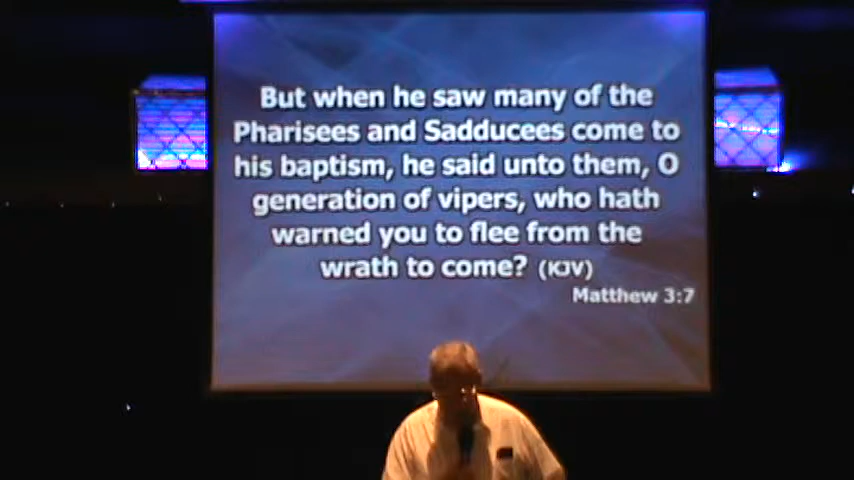 But when he saw many of the
Pharisees and Sadducees come to
his baptism, he said unto them, O
generation of vipers, who hath
warned you to flee from the
wrath to come? (KJV)
Matthew 3:7